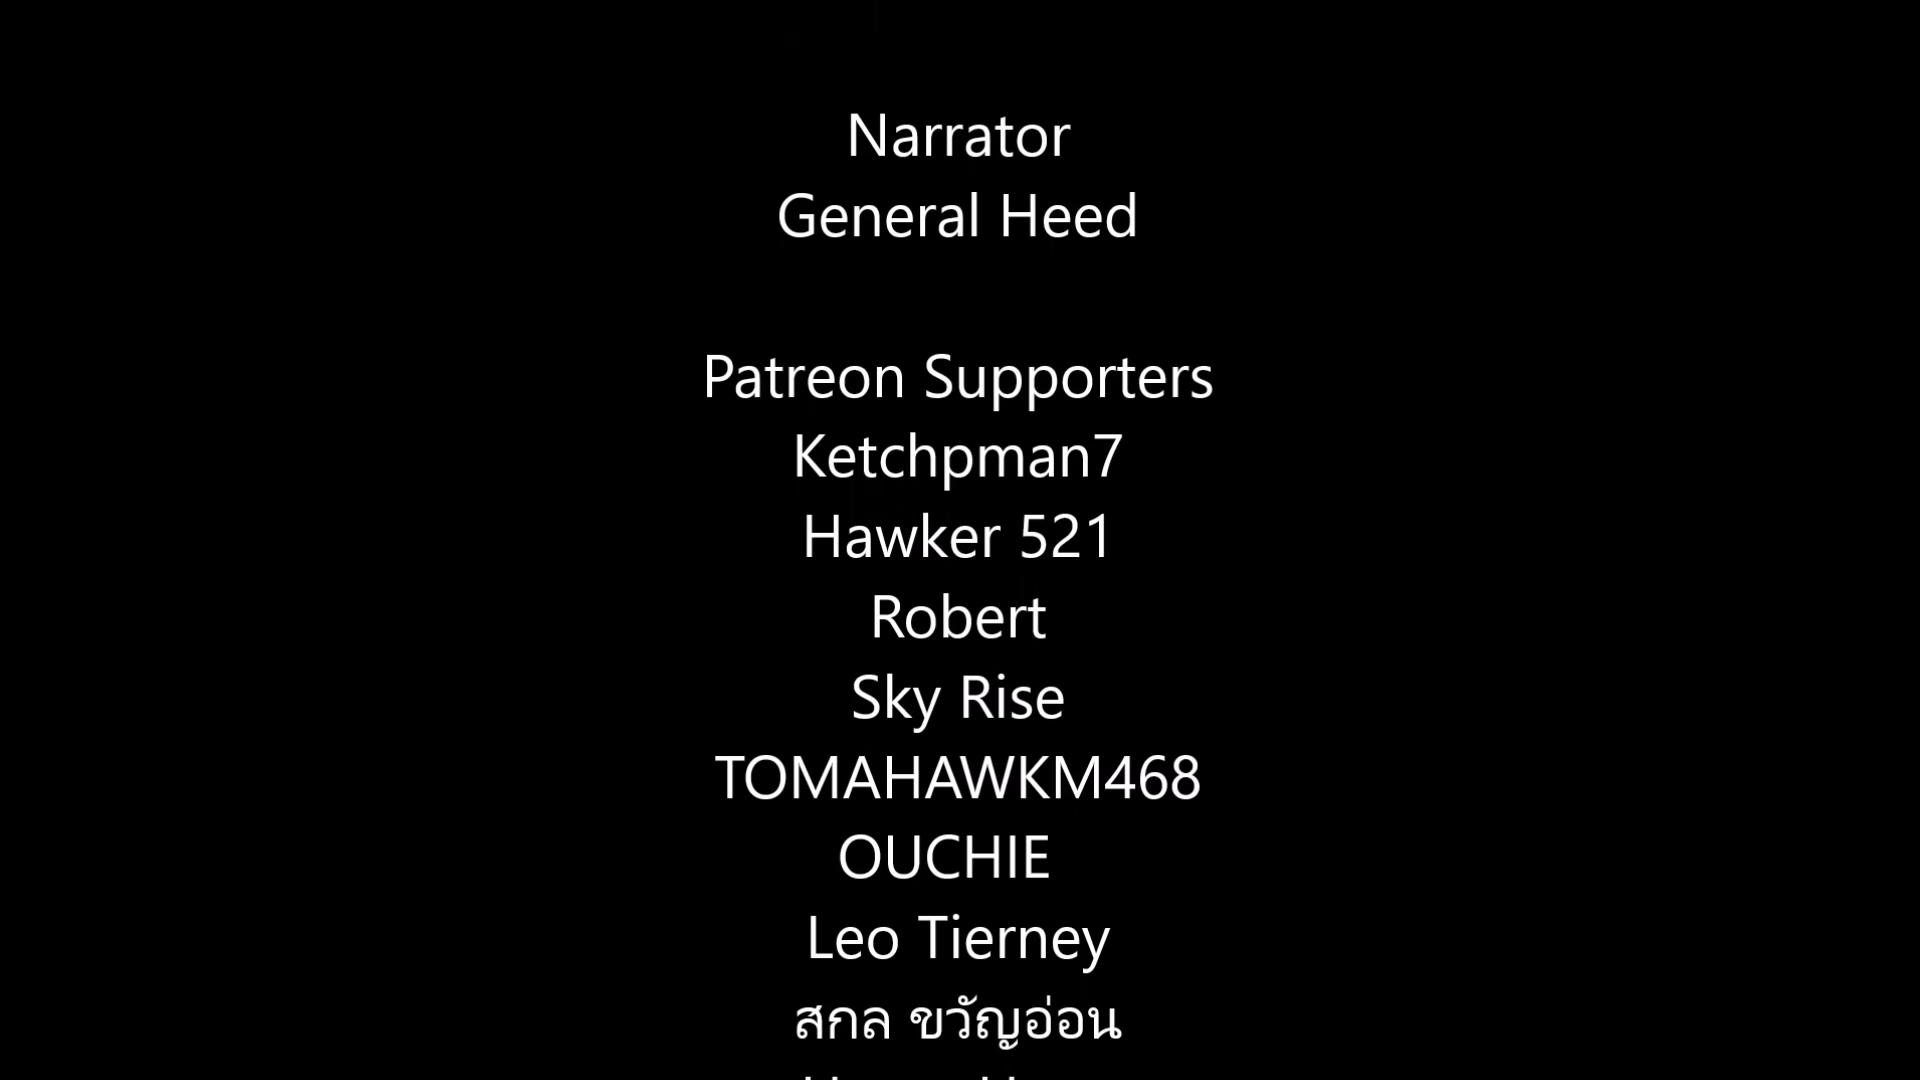 Narrator
General Heed
Patreon Supporters
Ketchpman7
Hawker 521
Robert
Sky Rise
TOMAHAWKM468
OUCHIE
Leo Tierney
สกล ขวัญอ่อน